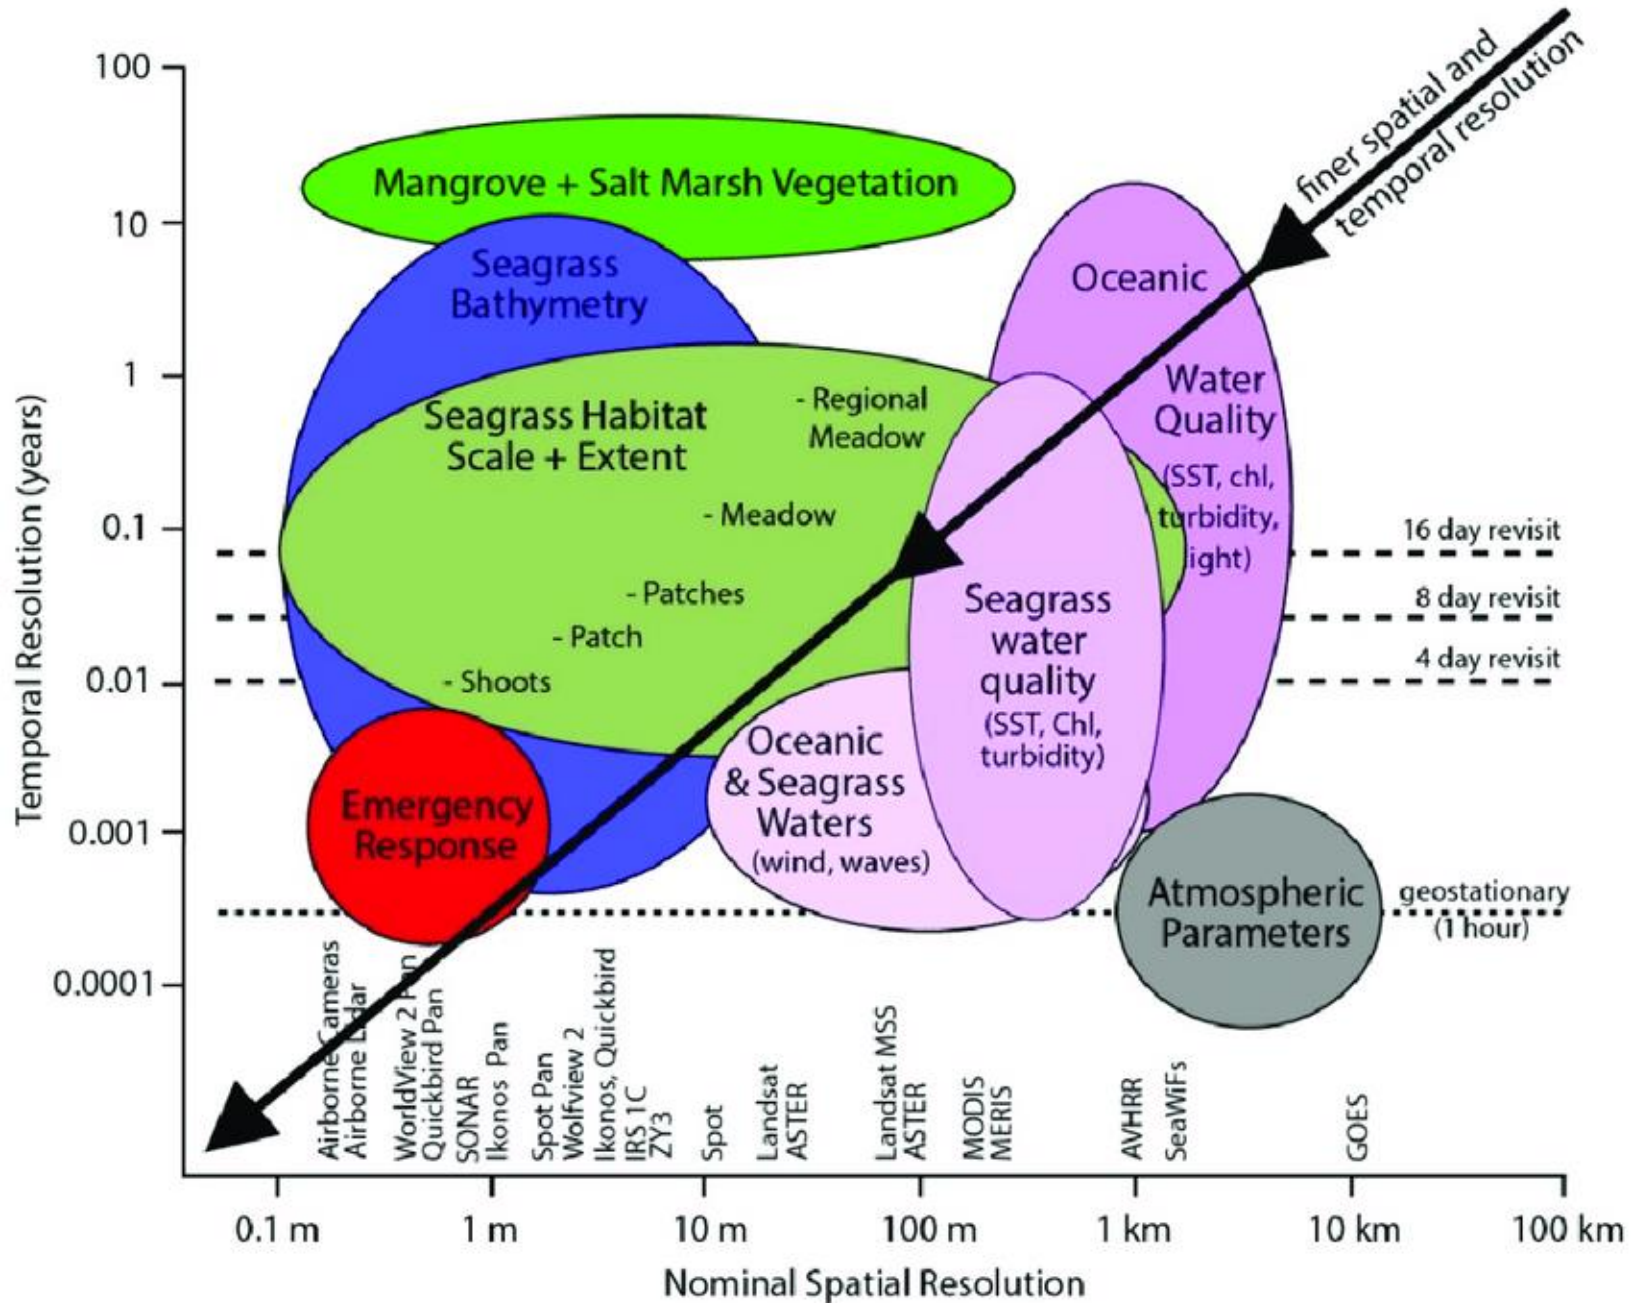 finer spatial and
temporal resolution
100
10
1
0.1
0.01
0.001
0.0001
Temporal Resolution (years)
Mangrove + Salt Marsh Vegetation
Seagrass
Bathymetry
Oceanic
Water
Quality
(SST, chl,
turbidity,
light)
Seagrass Habitat
Scale + Extent
- Regional
Meadow
- Meadow
- Patches
- Patch
- Shoots
16 day revisit
8 day revisit
4 day revisit
Seagrass
water
quality
(SST, Chl,
turbidity)
Oceanic
& Seagrass
Waters
(wind, waves)
Emergency
Response
Atmospheric
Parameters
geostationary
(1 hour)
Airborne Cameras
Airborne Lidar
WorldView 2 Pan
Quickbird Pan
SONAR
Ikonos Pan
Spot Pan
Wolfview 2
Ikonos, Quickbird
IRS 1C
ZY3
Spot
Landsat
ASTER
Landsat MSS
ASTER
MODIS
MERIS
AVHRR
SeaWiFs
GOES
0.1 m
1 m
10 m
100 m
1 km
10 km
100 km
Nominal Spatial Resolution